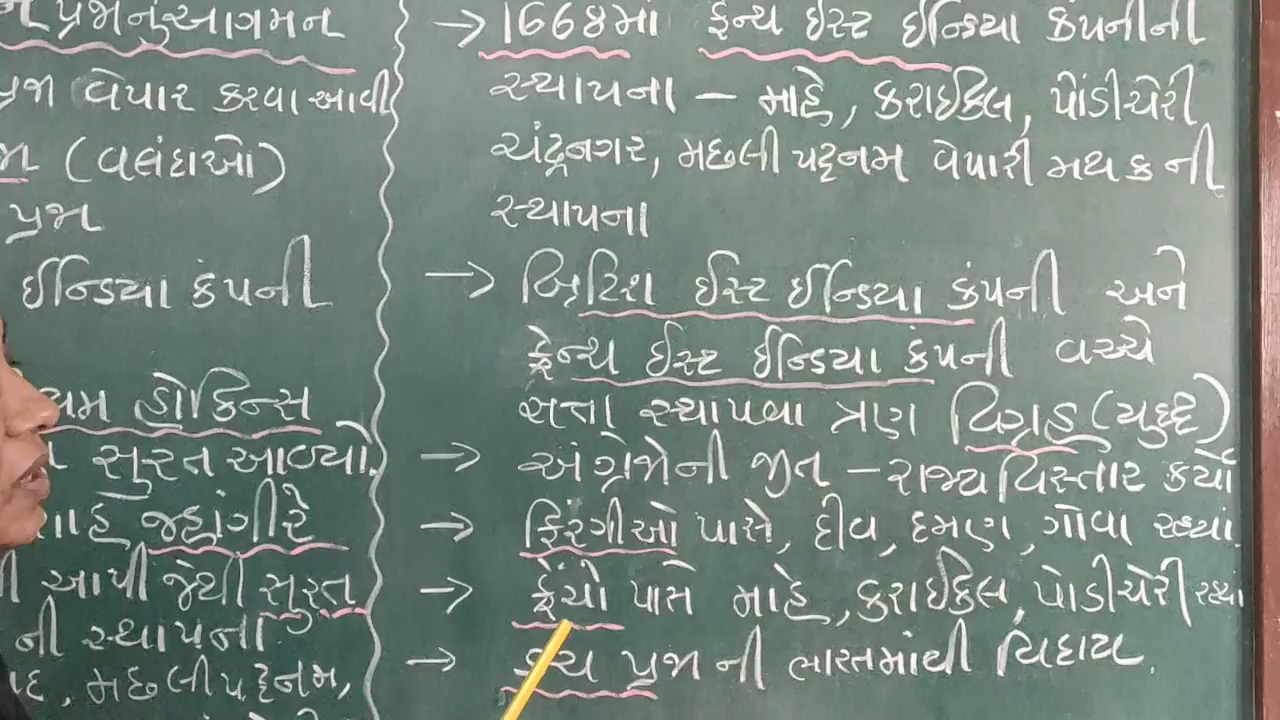 પ્રજાનું આગમન
પ્રજા વેપાર કરવા આવી
(વલંદાઓ)
પ્રજા
ઈન્ડિયા કંપની
હોકિન્સ
સુરત આવ્યો.
જહાંગીરે
આપી જેથી સુરત
ની સ્થાપના
, મછલીપટ્ટનમ,
→ 1668માં ફ્રેન્ચ ઈસ્ટ ઈન્ડિયા કંપનીની
સ્થાપના – માહે, કરાઈકલ, પોંડીચેરી
ચંદ્રનગર, મછલીપટ્ટનમ વેપારી મથકની
સ્થાપના
→ બ્રિટિશ ઈસ્ટ ઈન્ડિયા કંપની અને
ફ્રેન્ચ ઈસ્ટ ઈન્ડિયા કંપની વચ્ચે
સત્તા સ્થાપવા ત્રણ વિગ્રહ (યુદ્ધ)
→ અંગ્રેજોની જીત – રાજ્ય વિસ્તાર કર્યો
→ ફિરંગીઓ પાસે, દીવ, દમણ, ગોવા રહ્યાં.
→ ફ્રેંચો પાસે માહે, કરાઈકલ, પોંડીચેરી રહ્યાં
→ ડચ પ્રજાની ભારતમાંથી વિદાય.